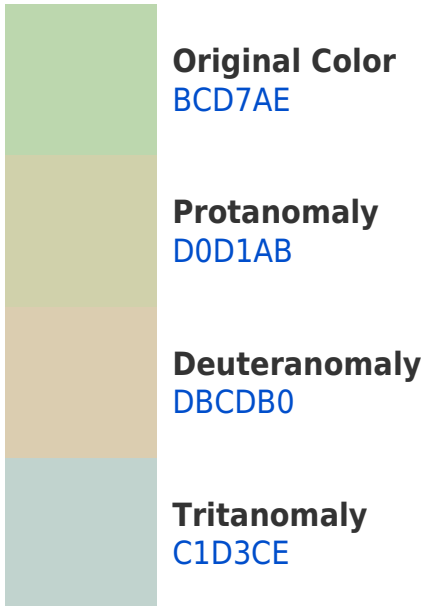 Original Color
BCD7AE
Protanomaly
D0D1AB
Deuteranomaly
DBCDB0
Tritanomaly
C1D3CE